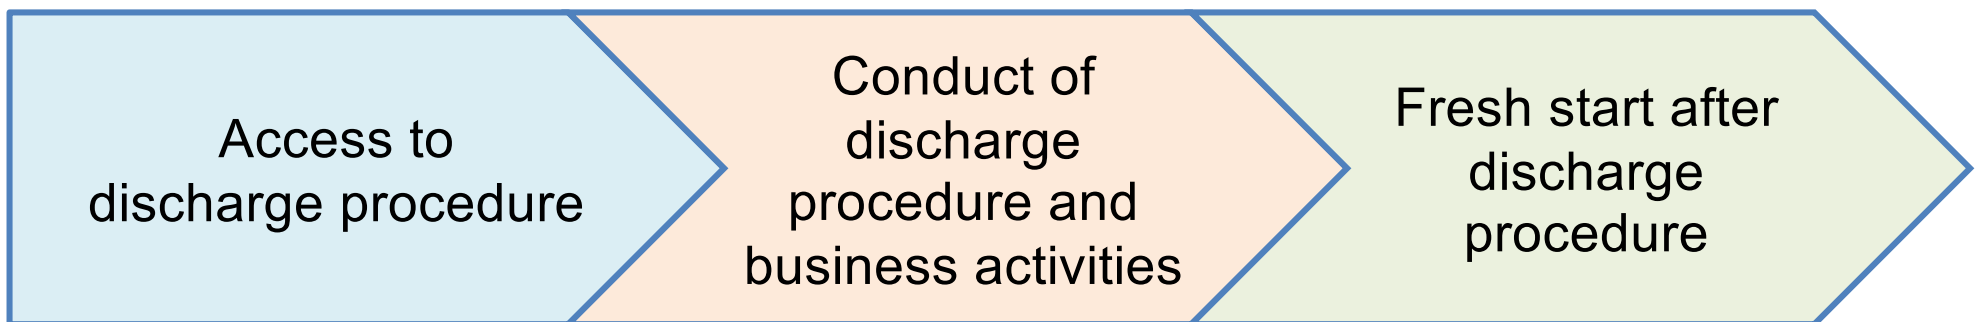 Access to
discharge procedure
Conduct of
discharge
procedure and
business activities
Fresh start after
discharge
procedure